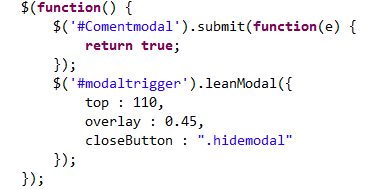 $(function() {
    $('#Comentmodal').submit(function(e) {
        return true;
    });
    $('#modaltrigger').leanModal({
        top : 110,
        overlay : 0.45,
        closeButton : ".hidemodal"
    });
});